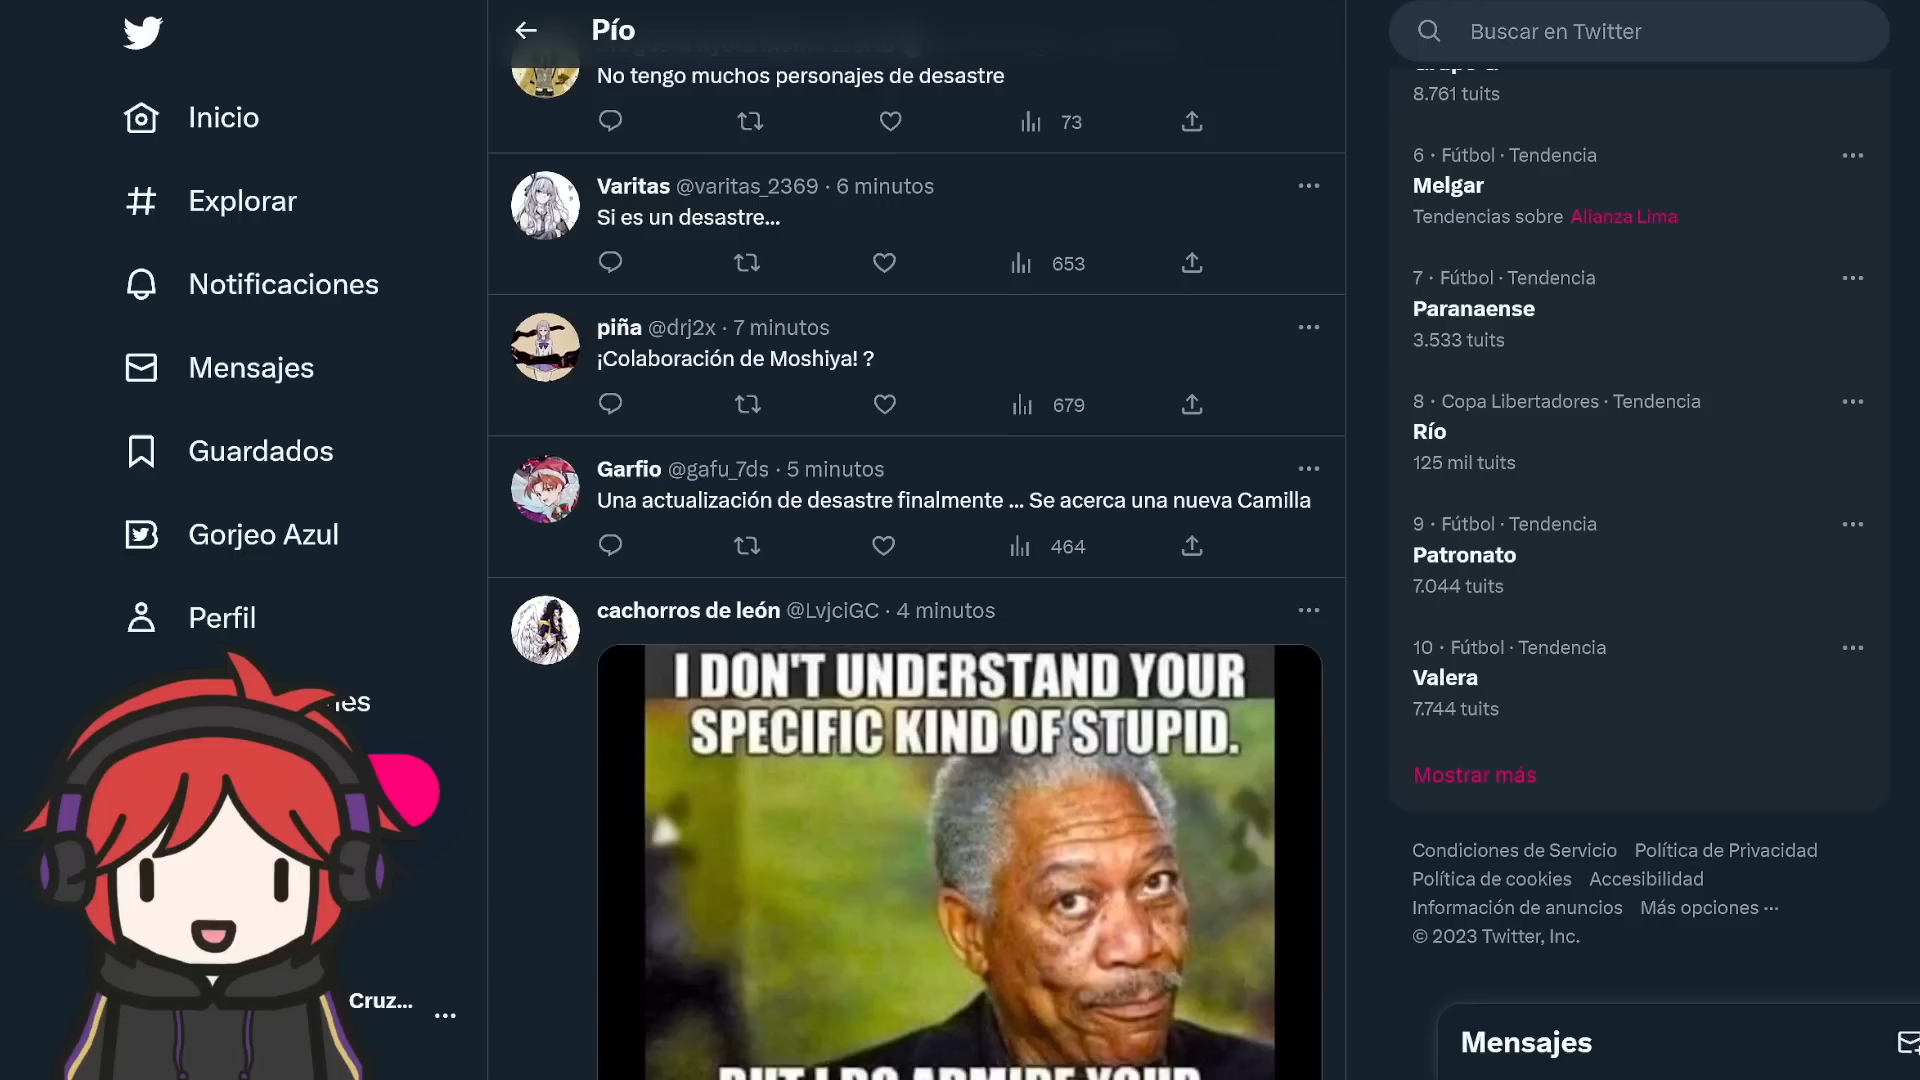 Inicio
Explorar
Notificaciones
Mensajes
Guardados
Gorjeo Azul
Perfil
Cruz...
Pío
No tengo muchos personajes de desastre
73
Varitas @varitas_2369 · 6 minutos
Si es un desastre...
653
piña @drj2x · 7 minutos
¡Colaboración de Moshiya! ?
679
Garfio @gafu_7ds · 5 minutos
Una actualización de desastre finalmente ... Se acerca una nueva Camilla
464
cachorros de león @LvjciGC · 4 minutos
I DON'T UNDERSTAND YOUR
SPECIFIC KIND OF STUPID.
BUT I DO ADMIRE YOUR
Buscar en Twitter
8.761 tuits
6 · Fútbol · Tendencia
Melgar
Tendencias sobre Alianza Lima
7 · Fútbol · Tendencia
Paranaense
3.533 tuits
8 · Copa Libertadores · Tendencia
Río
125 mil tuits
9 · Fútbol · Tendencia
Patronato
7.044 tuits
10 · Fútbol · Tendencia
Valera
7.744 tuits
Mostrar más
Condiciones de Servicio Política de Privacidad
Política de cookies Accesibilidad
Información de anuncios Más opciones ...
© 2023 Twitter, Inc.
Mensajes